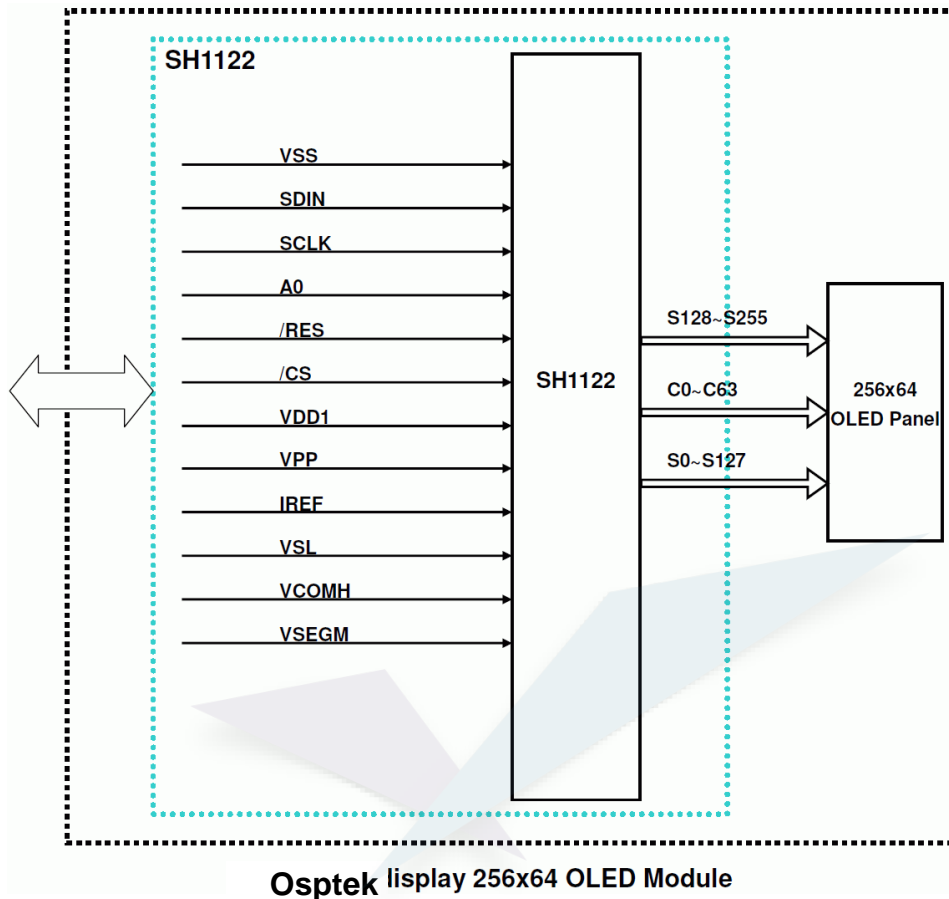 SH1122
VSS
SDIN
SCLK
A0
/RES
/CS
VDD1
VPP
IREF
VSL
VCOMH
VSEGM
SH1122
S128~S255
C0~C63
S0~S127
256x64
OLED Panel
Osptek lisplay 256x64 OLED Module